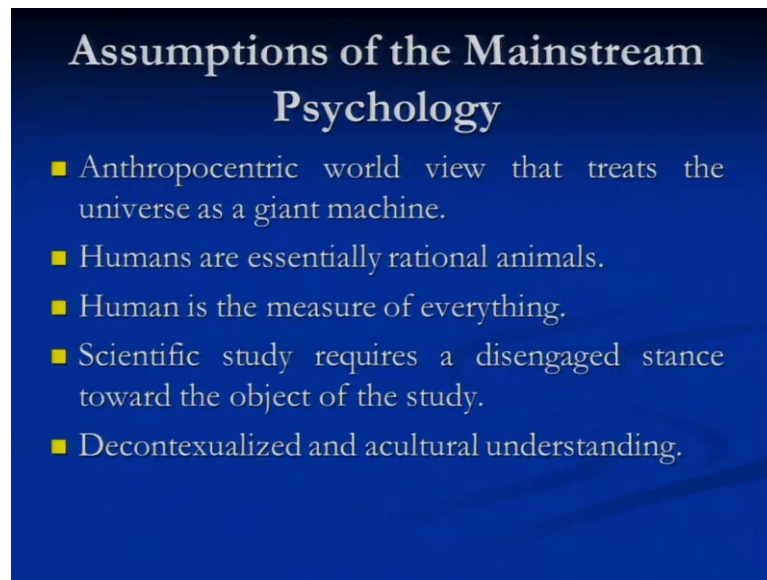 Assumptions of the Mainstream
Psychology
Anthropocentric world view that treats the
universe as a giant machine.
Humans are essentially rational animals.
Human is the measure of everything.
Scientific study requires a disengaged stance
toward the object of the study.
Decontexualized and acultural understanding.